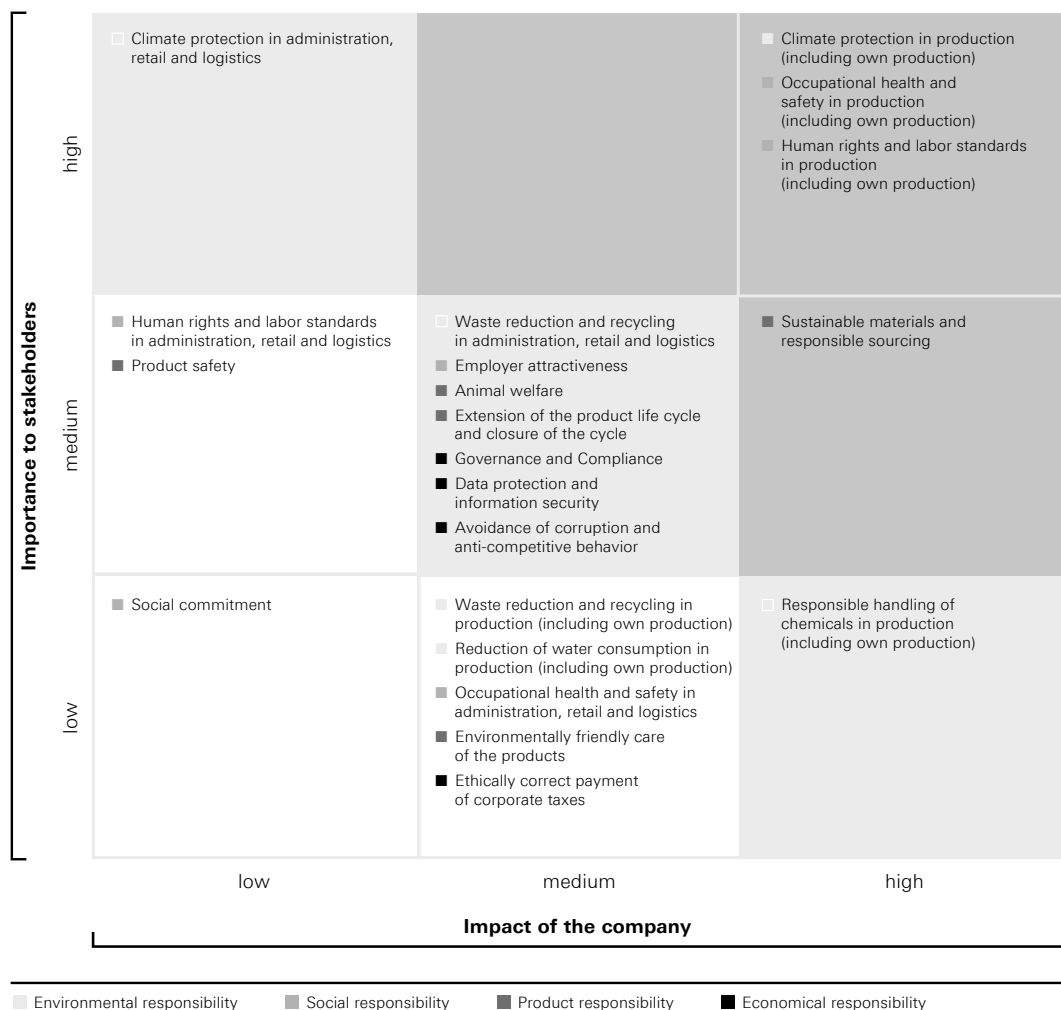 Importance to stakeholders
high
Climate protection in administration,
retail and logistics
Climate protection in production
(including own production)
Occupational health and
safety in production
(including own production)
Human rights and labor standards
in production
(including own production)
medium
Human rights and labor standards
in administration, retail and logistics
Product safety
Waste reduction and recycling
in administration, retail and logistics
Employer attractiveness
Animal welfare
Extension of the product life cycle
and closure of the cycle
Governance and Compliance
Data protection and
information security
Avoidance of corruption and
anti-competitive behavior
Sustainable materials and
responsible sourcing
low
Social commitment
Waste reduction and recycling in
production (including own production)
Reduction of water consumption in
production (including own production)
Occupational health and safety in
administration, retail and logistics
Environmentally friendly care
of the products
Ethically correct payment
of corporate taxes
Responsible handling of
chemicals in production
(including own production)
low
medium
high
Impact of the company
Environmental responsibility
Social responsibility
Product responsibility
Economical responsibility